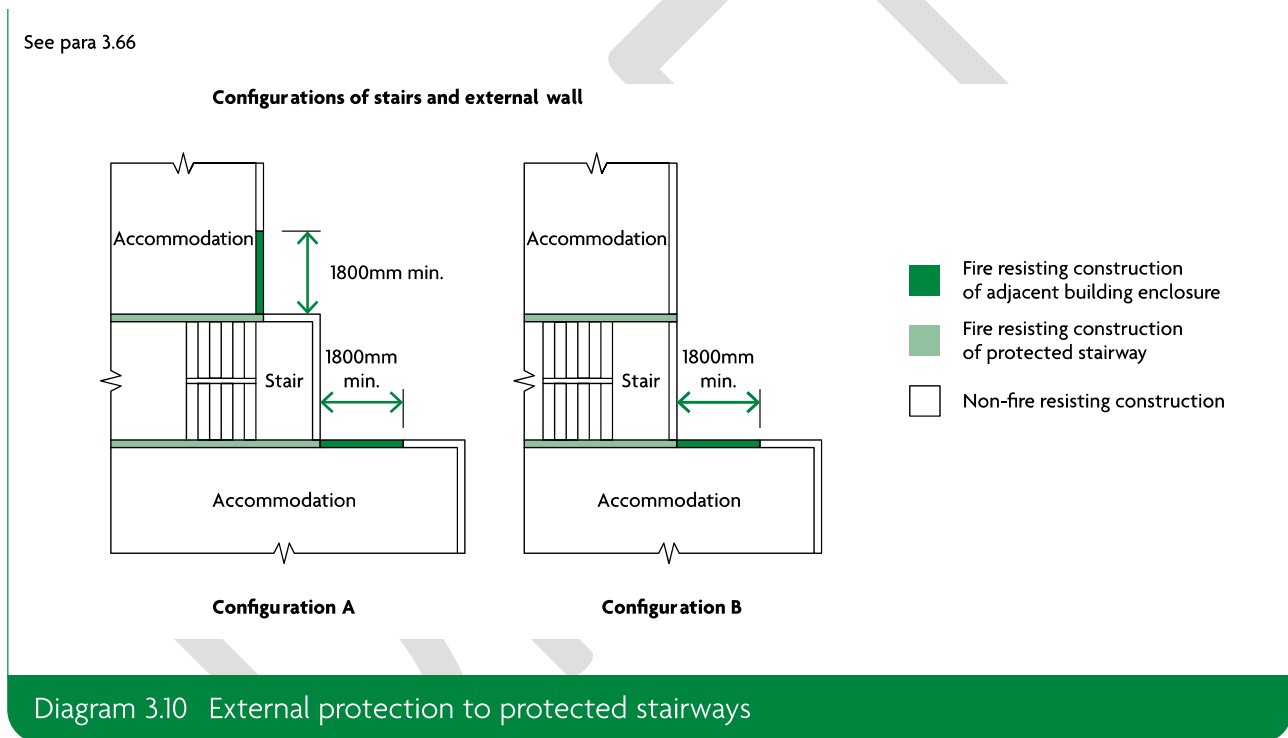 See para 3.66
Configurations of stairs and external wall
Accommodation
1800mm min.
1800mm
min.
Stair
Accommodation
Configuration A
Accommodation
1800mm
min.
Stair
Accommodation
Configuration B
Fire resisting construction
of adjacent building enclosure
Fire resisting construction
of protected stairway
Non-fire resisting construction
Diagram 3.10 External protection to protected stairways